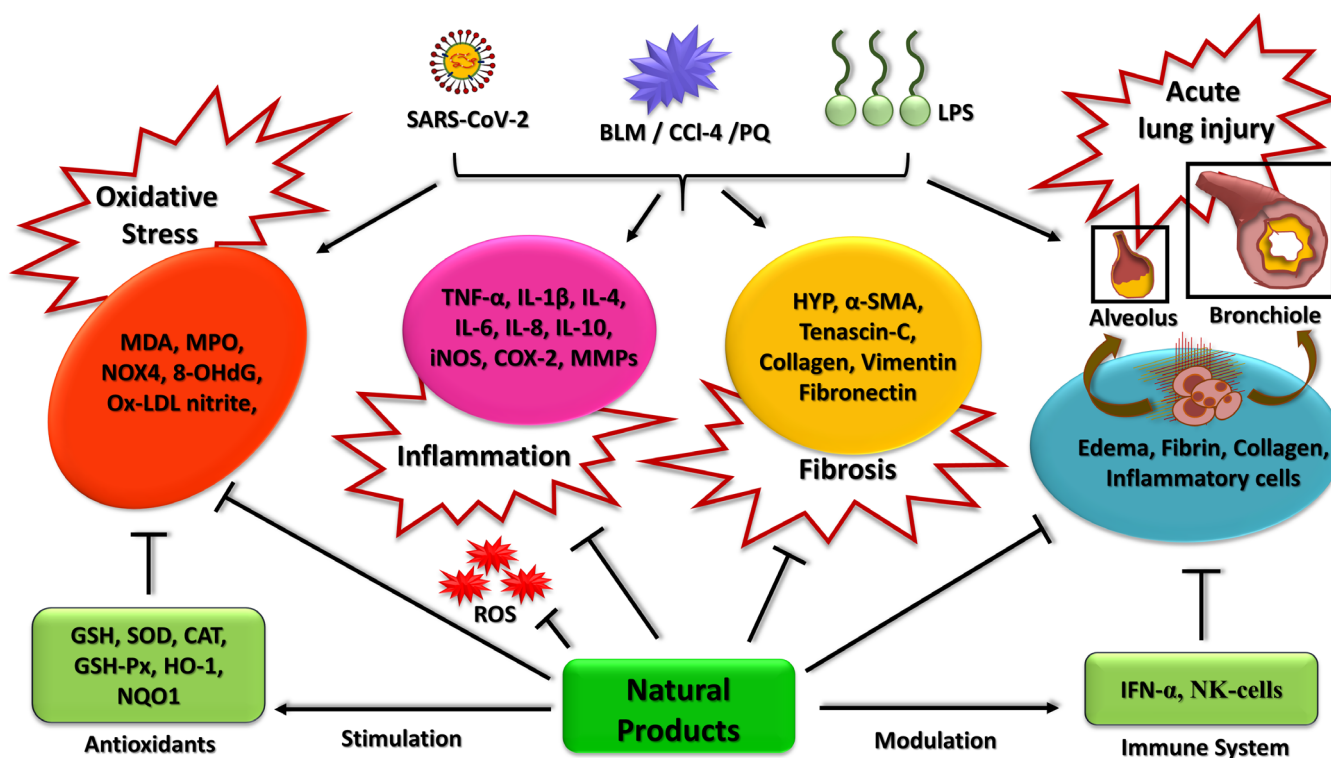 SARS-CoV-2
BLM / CCl-4 /PQ
LPS
Acute
lung injury
Oxidative
Stress
Alveolus
Bronchiole
MDA, MPO,
NOX4, 8-OHdG,
Ox-LDL nitrite,
TNF-α, IL-1β, IL-4,
IL-6, IL-8, IL-10,
iNOS, COX-2, MMPs
HYP, α-SMA,
Tenascin-C,
Collagen, Vimentin
Fibronectin
Inflammation
Fibrosis
Edema, Fibrin, Collagen,
Inflammatory cells
ROS
GSH, SOD, CAT,
GSH-Px, HO-1,
NQO1
Antioxidants
Stimulation
Natural
Products
Modulation
IFN-α, NK-cells
Immune System